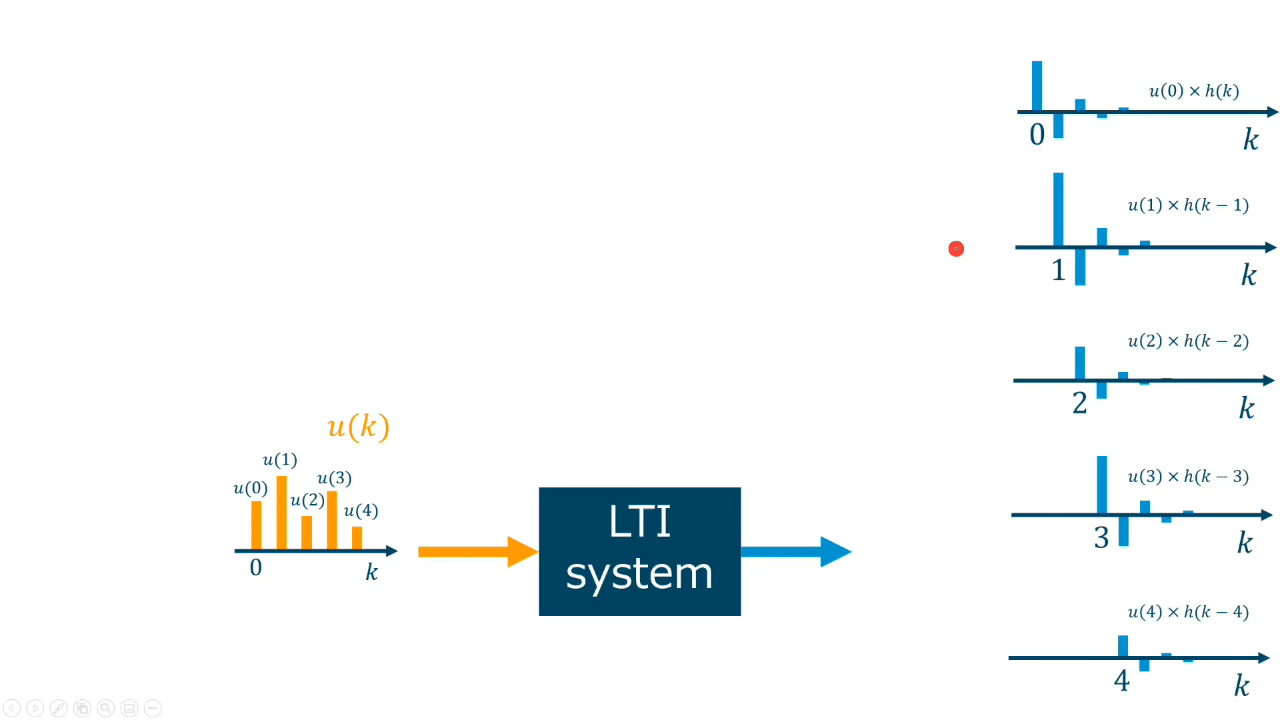 u(k)
u(0)
u(1)
u(2)
u(3)
u(4)
0
k
LTI
system
u(0) × h(k)
0
k
u(1) × h(k − 1)
1
k
u(2) × h(k − 2)
2
k
u(3) × h(k − 3)
3
k
u(4) × h(k − 4)
4
k